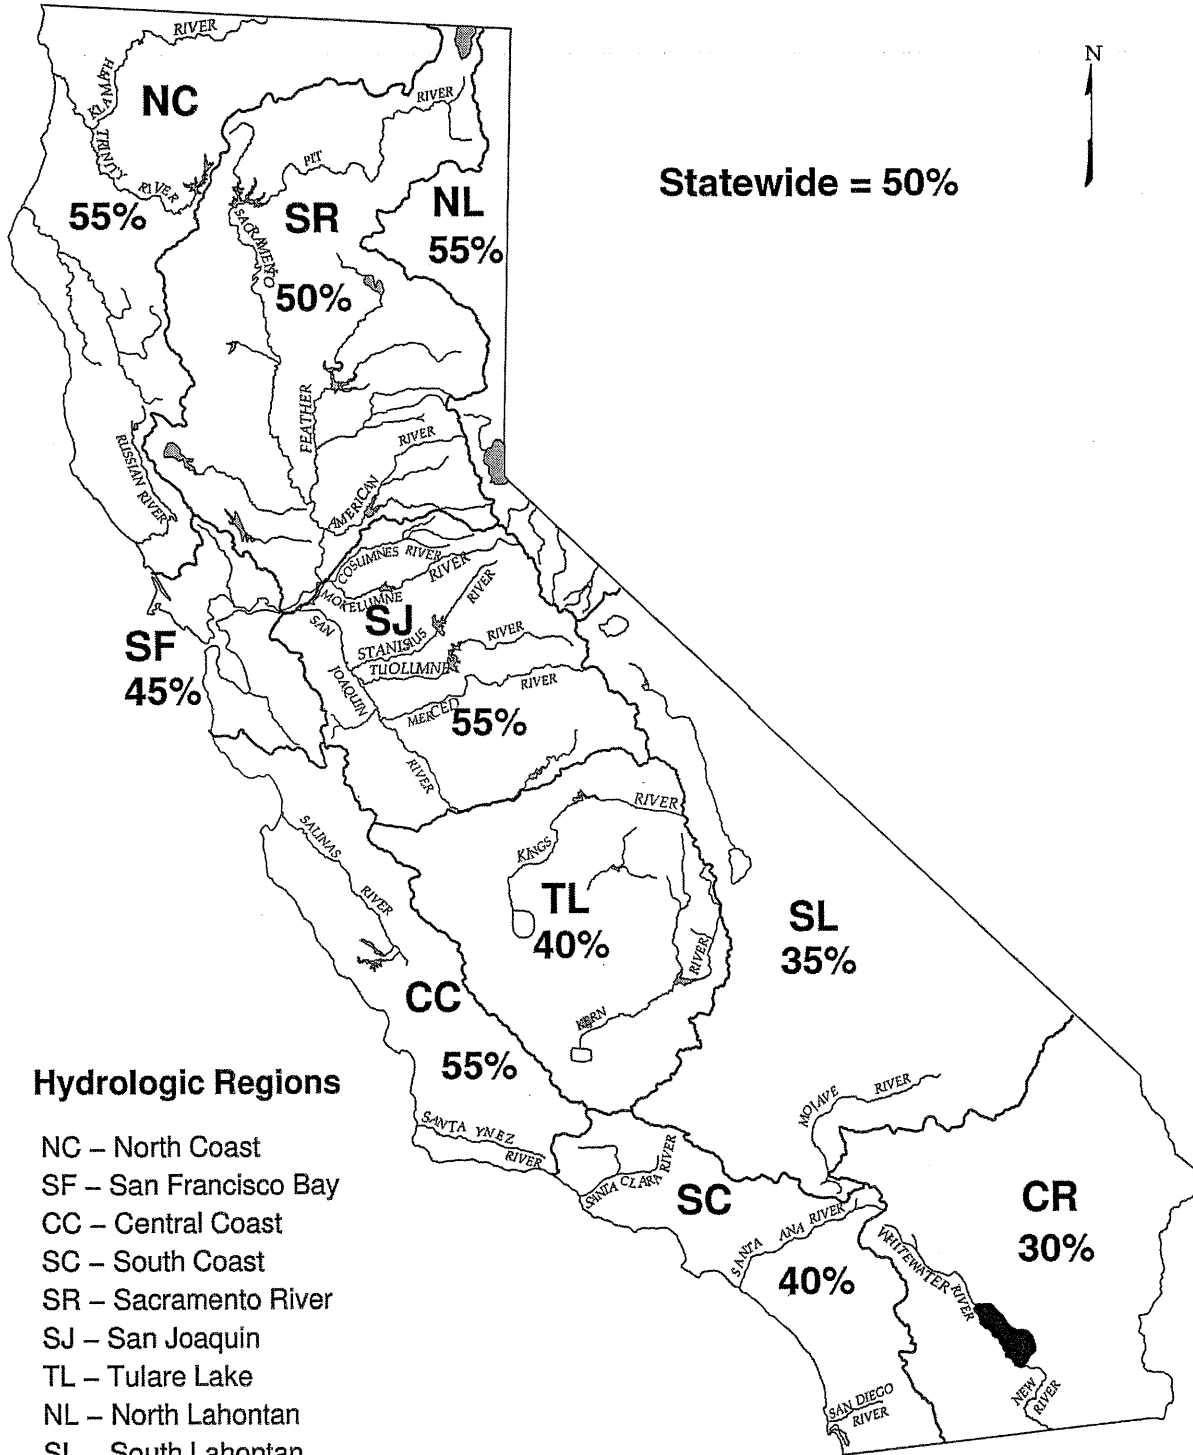 RIVER
N
KLAMATH
NC
RIVER
TRINITY
RIVER
PIT
Statewide = 50%
NL
55%
SR
55%
SACRAMENTO
50%
FEATHER
RIVER
RUSSIAN RIVER
AMERICAN
COSUMNES RIVER
RIVER
MOKELUMNE
RIVER
SJ
SAN
SF
45%
STANISUS
RIVER
TUOLUMNE
JOAQUIN
RIVER
MERCED
55%
RIVER
RIVER
SALINAS
KINGS
RIVER
TL
40%
SL
35%
RIVER
CC
KERN
55%
Hydrologic Regions
MOJAVE RIVER
SANTA YNEZ
RIVER
RIVER
SANTA CLARA
SC
CR
30%
SANTA ANA RIVER
WHITEWATER RIVER
40%
NEW
RIVER
SAN DIEGO
RIVER
NC – North Coast
SF – San Francisco Bay
CC – Central Coast
SC – South Coast
SR – Sacramento River
SJ – San Joaquin
TL – Tulare Lake
NL – North Lahontan
SL – South Lahontan